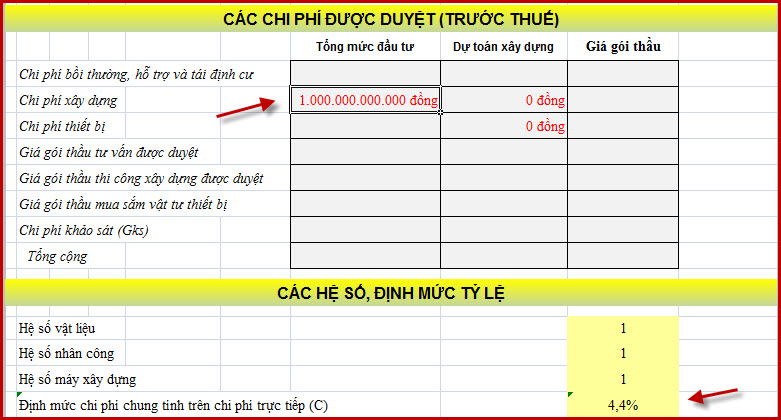 CÁC CHI PHÍ ĐƯỢC DUYỆT (TRƯỚC THUẾ)
Tổng mức đầu tư Dự toán xây dựng Giá gói thầu
Chi phí bồi thường, hỗ trợ và tái định cư
Chi phí xây dựng 1.000.000.000.000 đồng 0 đồng
Chi phí thiết bị 0 đồng
Giá gói thầu tư vấn được duyệt
Giá gói thầu thi công xây dựng được duyệt
Giá gói thầu mua sắm vật tư thiết bị
Chi phí khảo sát (Gks)
Tổng cộng
CÁC HỆ SỐ, ĐỊNH MỨC TỶ LỆ
Hệ số vật liệu 1
Hệ số nhân công 1
Hệ số máy xây dựng 1
Định mức chi phí chung tính trên chi phí trực tiếp (C) 4,4%